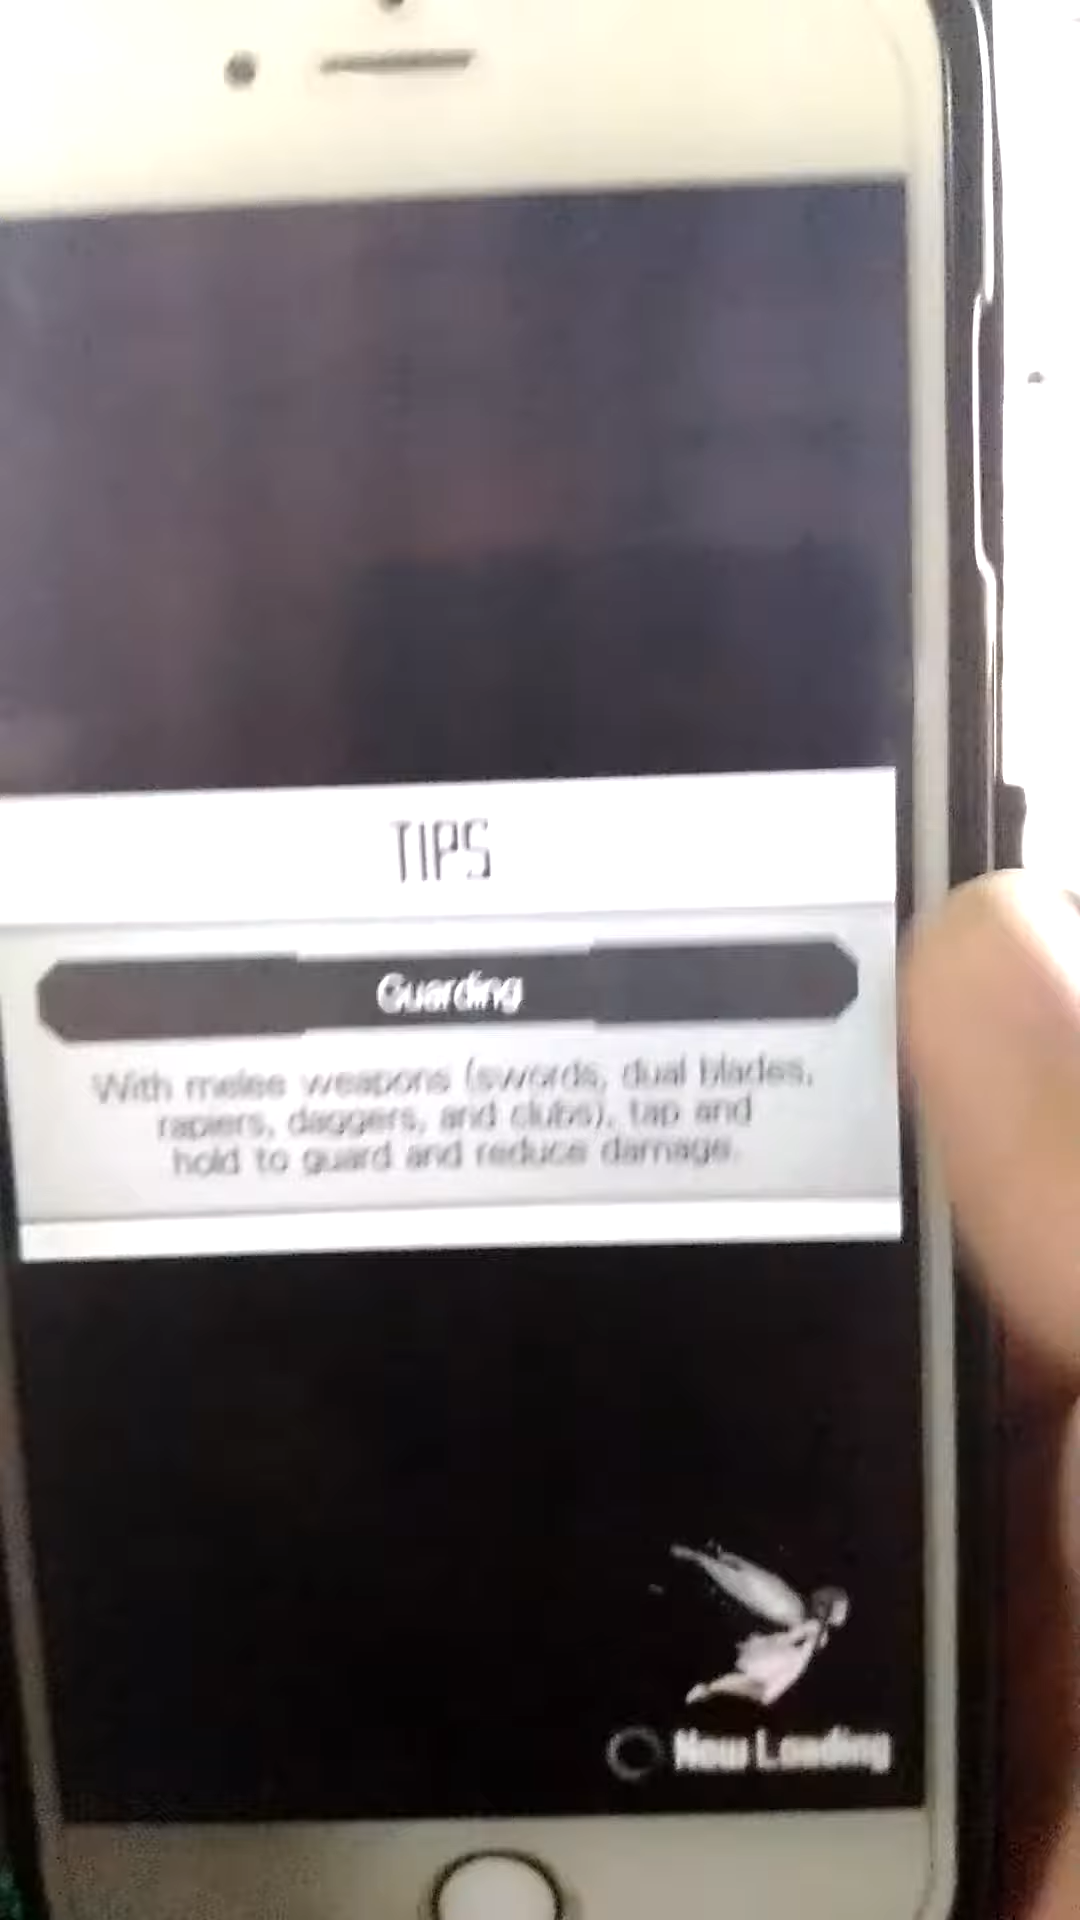 TIPS
Guarding
With melee weapons (swords, dual blades,
rapiers, daggers, and clubs), tap and
hold to guard and reduce damage.
Now Loading